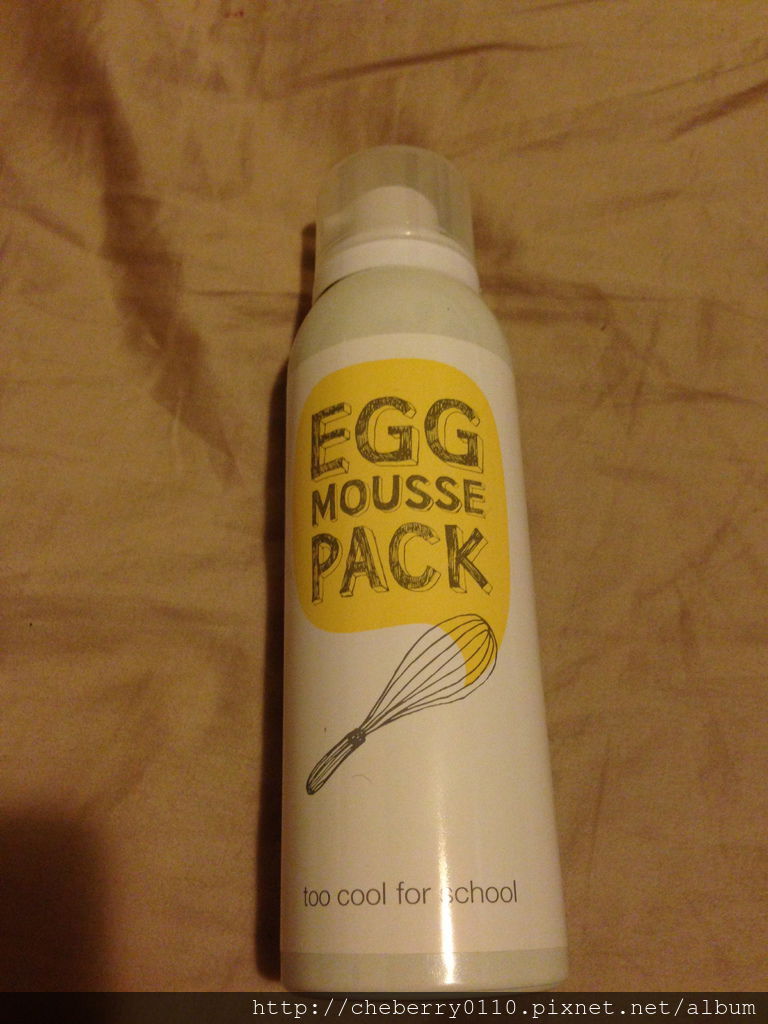 EGG
MOUSSE
PACK
too cool for school
http://cheberry0110.pixnet.net/album